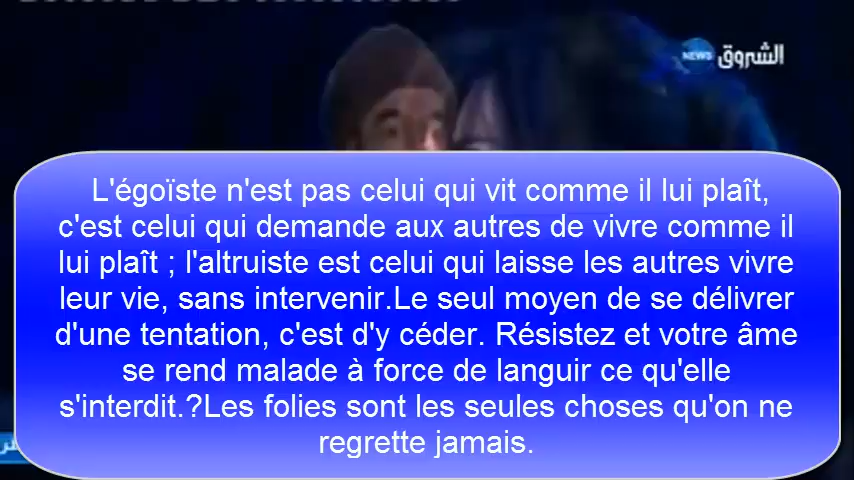 NEWS الشروق
L'égoïste n'est pas celui qui vit comme il lui plaît,
c'est celui qui demande aux autres de vivre comme il
lui plaît ; l'altruiste est celui qui laisse les autres vivre
leur vie, sans intervenir.Le seul moyen de se délivrer
d'une tentation, c'est d'y céder. Résistez et votre âme
se rend malade à force de languir ce qu'elle
s'interdit.?Les folies sont les seules choses qu'on ne
regrette jamais.